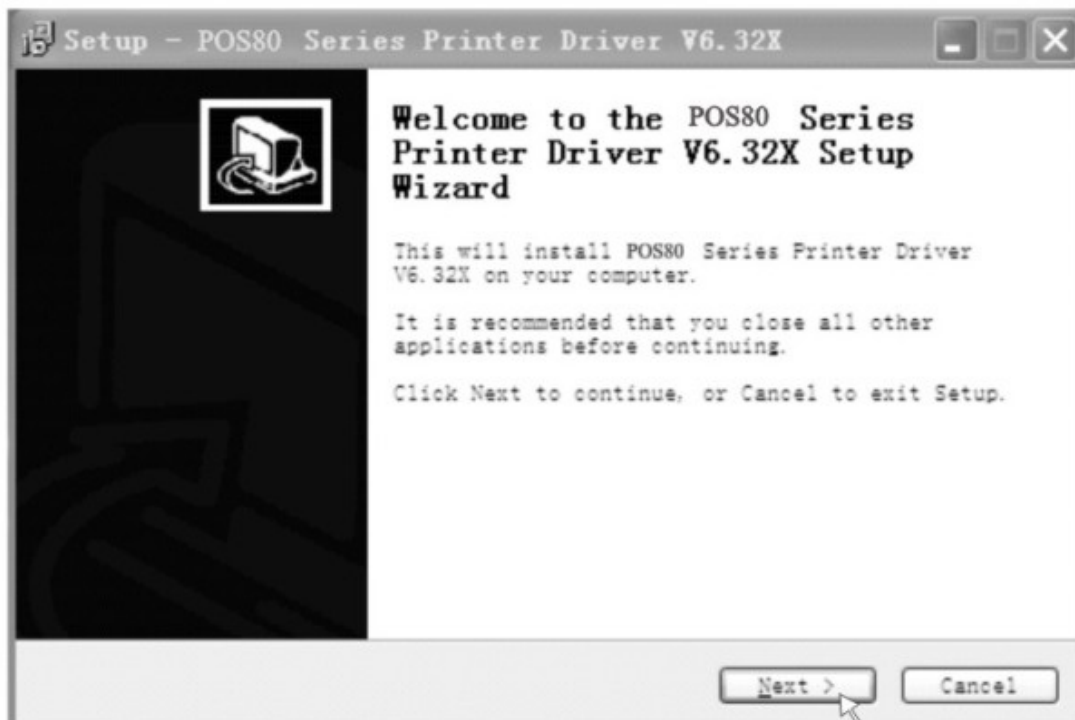 Setup - POS80 Series Printer Driver V6.32X
Welcome to the POS80 Series
Printer Driver V6.32X Setup
Wizard
This will install POS80 Series Printer Driver
V6.32X on your computer.
It is recommended that you close all other
applications before continuing.
Click Next to continue, or Cancel to exit Setup.
Next >
Cancel